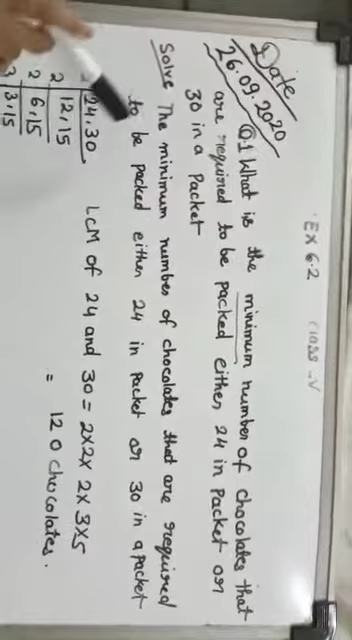 EX 6.2 class - V
Date
26.09.2020
Q.1 What is the minimum number of chocolates that
are required to be packed either 24 in packet or
30 in a Packet
Solve The minimum number of chocolates that are required
to be packed either 24 in packet or 30 in a packet
2 24,30
2 12,15
2 6,15
3 3,15
LCM of 24 and 30 = 2x2x2x3x5
= 120 chocolates.